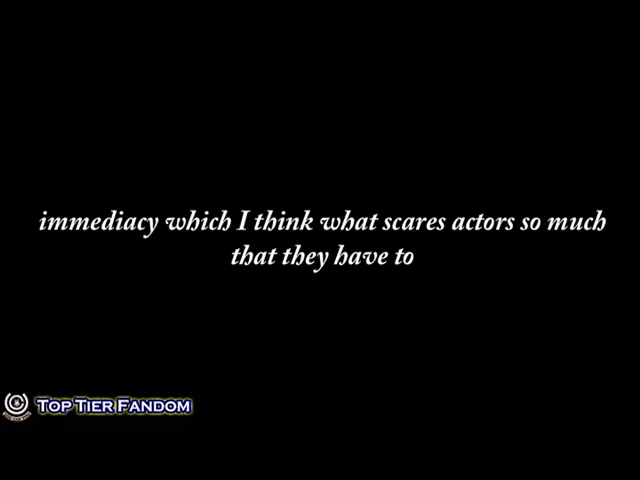 immediacy which I think what scares actors so much
that they have to
Top Tier Fandom